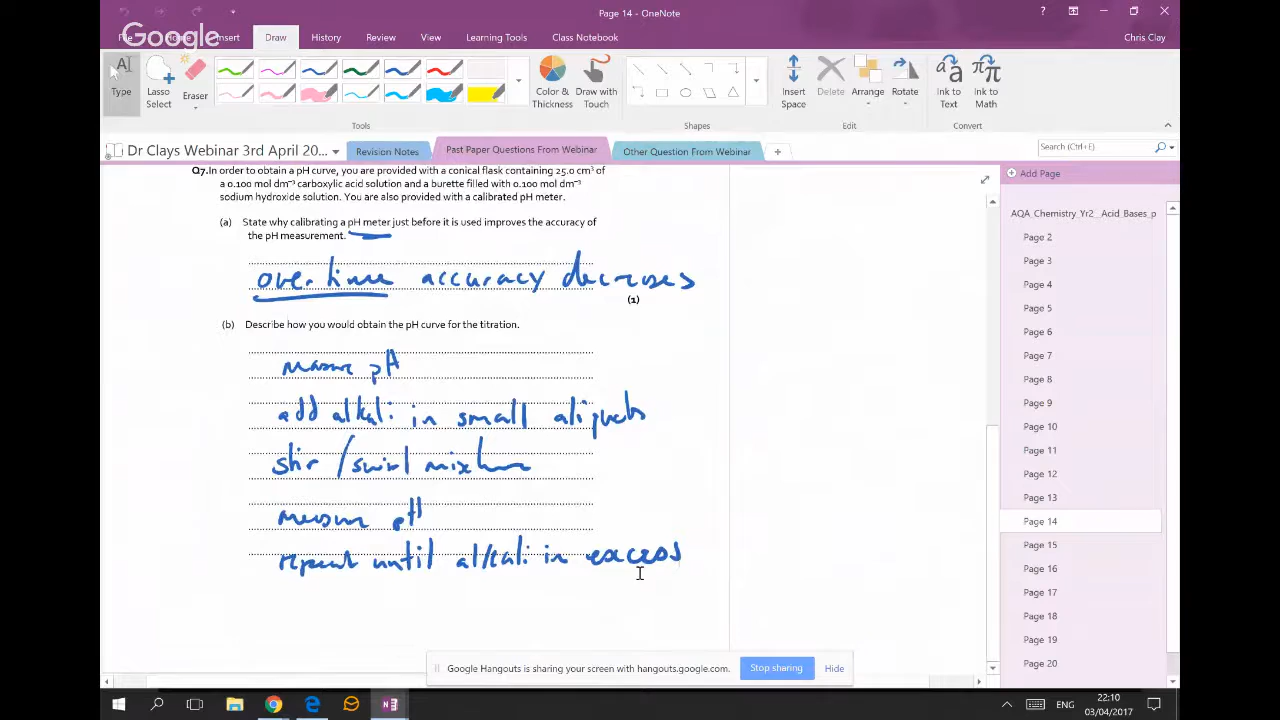 Page 14 - OneNote
Chris Clay
Google
Insert
Draw
History
Review
View
Learning Tools
Class Notebook
Type
Lasso Select
Eraser
Color & Thickness
Draw with Touch
Insert Space
Delete
Arrange
Rotate
Ink to Text
Ink to Math
Tools
Shapes
Edit
Convert
Dr Clays Webinar 3rd April 20...
Revision Notes
Past Paper Questions From Webinar
Other Question From Webinar
Search (Ctrl+E)
Q7.In order to obtain a pH curve, you are provided with a conical flask containing 25.0 cm³ of
a 0.100 mol dm⁻³ carboxylic acid solution and a burette filled with 0.100 mol dm⁻³
sodium hydroxide solution. You are also provided with a calibrated pH meter.
(a) State why calibrating a pH meter just before it is used improves the accuracy of
the pH measurement.
over time accuracy decreases
(1)
(b) Describe how you would obtain the pH curve for the titration.
measure pH
add alkali in small aliquots
stir / swirl mixture
measure pH
repeat until alkali in excess
Add Page
AQA_Chemistry_Yr2__Acid_Bases_p
Page 2
Page 3
Page 4
Page 5
Page 6
Page 7
Page 8
Page 9
Page 10
Page 11
Page 12
Page 13
Page 14
Page 15
Page 16
Page 17
Page 18
Page 19
Page 20
Google Hangouts is sharing your screen with hangouts.google.com.
Stop sharing
Hide
ENG
22:10
03/04/2017